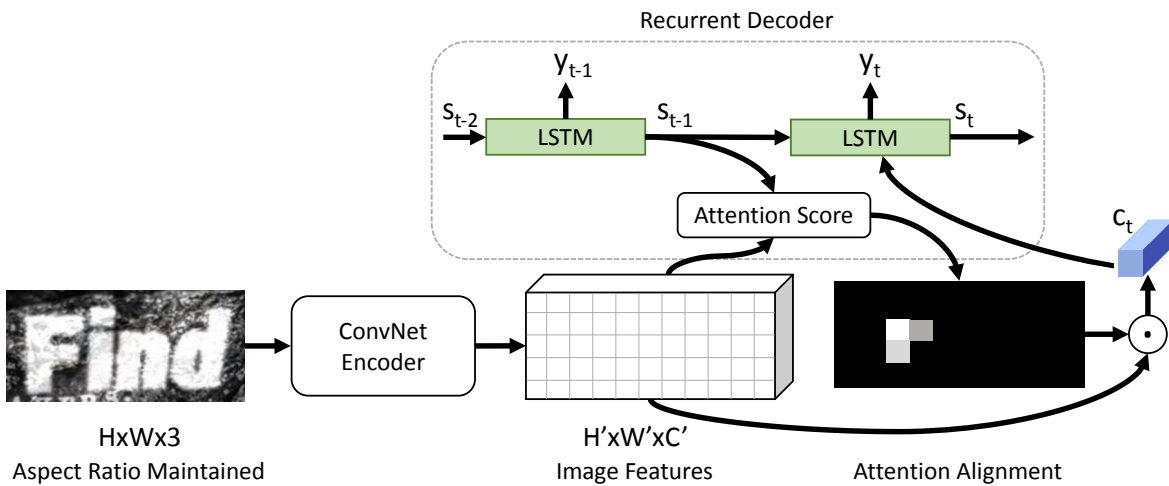 Recurrent Decoder
y_{t-1}
y_t
s_{t-2}
s_{t-1}
s_t
LSTM
LSTM
Attention Score
c_t
Find
ConvNet
Encoder
HxWx3
H'xW'xC'
Aspect Ratio Maintained
Image Features
Attention Alignment